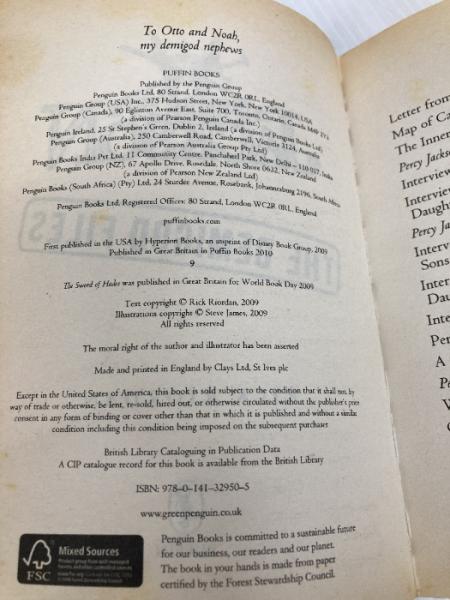 To Otto and Noah,
my demigod nephews
PUFFIN BOOKS
Published by the Penguin Group
Penguin Books Ltd, 80 Strand, London WC2R 0RL, England
Penguin Group (USA) Inc., 375 Hudson Street, New York, New York 10014, USA
Penguin Group (Canada), 90 Eglinton Avenue East, Suite 700, Toronto, Ontario, Canada M4P 2Y3
(a division of Pearson Penguin Canada Inc.)
Penguin Ireland, 25 St Stephen's Green, Dublin 2, Ireland (a division of Penguin Books Ltd)
Penguin Group (Australia), 250 Camberwell Road, Camberwell, Victoria 3124, Australia
(a division of Pearson Australia Group Pty Ltd)
Penguin Books India Pvt Ltd, 11 Community Centre, Panchsheel Park, New Delhi – 110 017, India
Penguin Group (NZ), 67 Apollo Drive, Rosedale, North Shore 0632, New Zealand
(a division of Pearson New Zealand Ltd)
Penguin Books (South Africa) (Pty) Ltd, 24 Sturdee Avenue, Rosebank, Johannesburg 2196, South Africa
Penguin Books Ltd, Registered Offices: 80 Strand, London WC2R 0RL, England
puffinbooks.com
First published in the USA by Hyperion Books, an imprint of Disney Book Group, 2009
Published in Great Britain in Puffin Books 2010
9
The Sword of Hades was published in Great Britain for World Book Day 2009
Text copyright © Rick Riordan, 2009
Illustrations copyright © Steve James, 2009
All rights reserved
The moral right of the author and illustrator has been asserted
Made and printed in England by Clays Ltd, St Ives plc
Except in the United States of America, this book is sold subject to the condition that it shall not, by
way of trade or otherwise, be lent, re-sold, hired out, or otherwise circulated without the publisher's prior
consent in any form of binding or cover other than that in which it is published and without a similar
condition including this condition being imposed on the subsequent purchaser
British Library Cataloguing in Publication Data
A CIP catalogue record for this book is available from the British Library
ISBN: 978–0–141–32950–5
www.greenpenguin.co.uk
FSC
Mixed Sources
Product group from well-managed
forests and other controlled sources
Penguin Books is committed to a sustainable future
for our business, our readers and our planet.
The book in your hands is made from paper
certified by the Forest Stewardship Council.
Letter from
Map of Ca
The Inner
Percy Jackso
Interview
Interview
Daugh
Percy Ja
Interv
Sons
Inter
Dau
Inte
Per
A
Pe